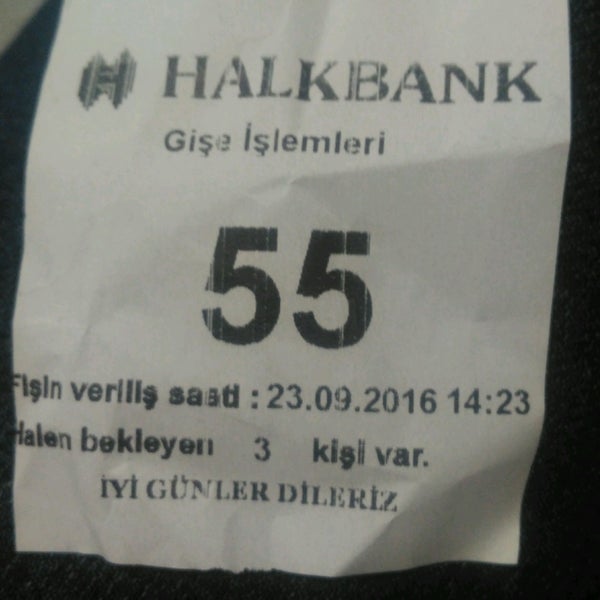 HALKBANK
Gişe İşlemleri
55
Fişin veriliş saati : 23.09.2016 14:23
Halen bekleyen 3 kişi var.
İYİ GÜNLER DİLERİZ